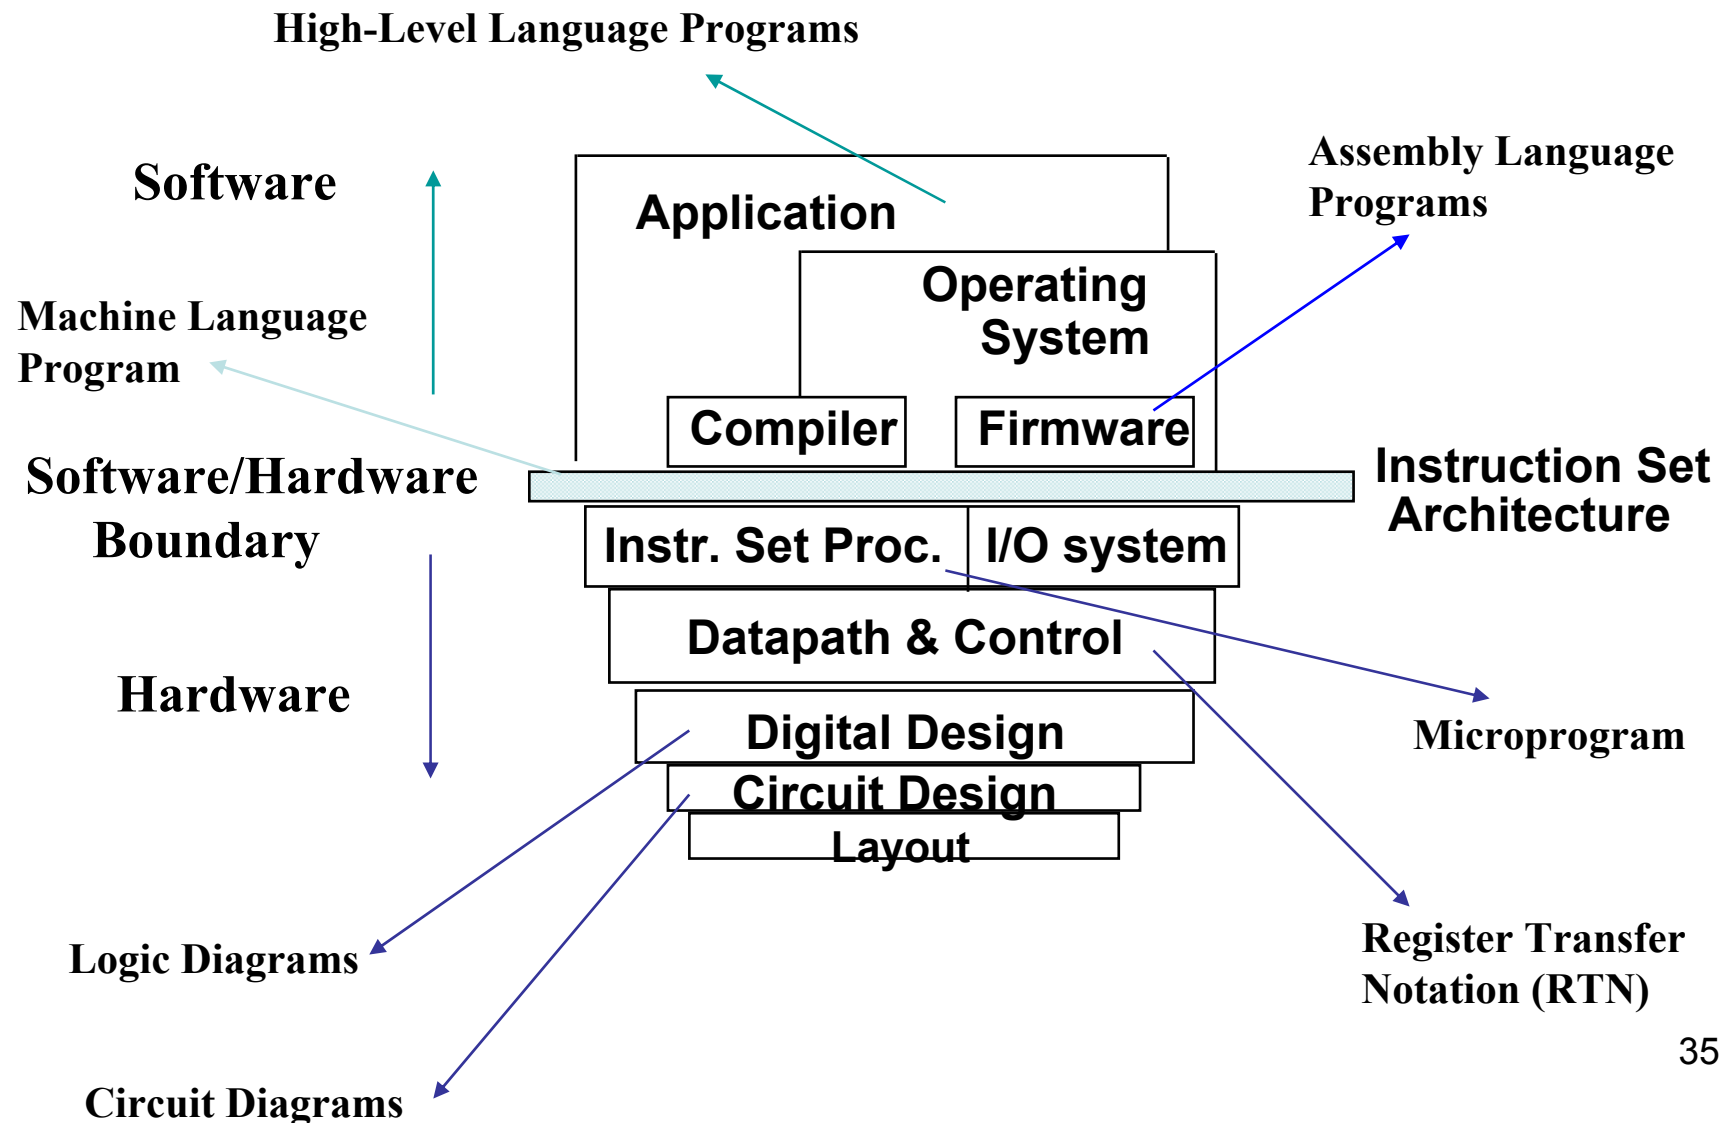 High-Level Language Programs
Software
Application
Assembly Language
Programs
Operating
System
Machine Language
Program
Compiler
Firmware
Software/Hardware
Boundary
Instruction Set
Architecture
Instr. Set Proc.
I/O system
Datapath & Control
Hardware
Digital Design
Microprogram
Circuit Design
Layout
Logic Diagrams
Register Transfer
Notation (RTN)
35
Circuit Diagrams